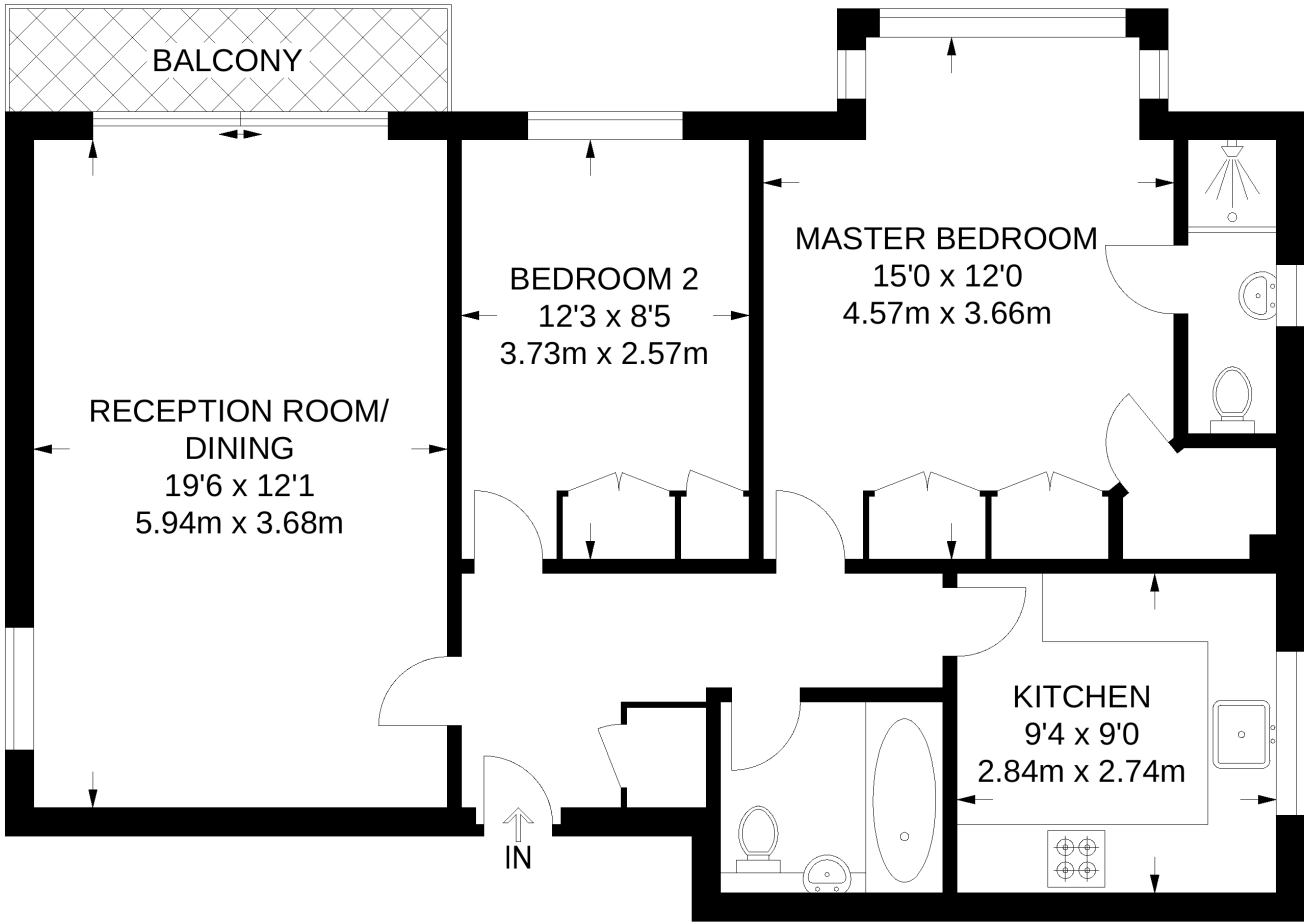 BALCONY
MASTER BEDROOM
15'0 x 12'0
4.57m x 3.66m
BEDROOM 2
12'3 x 8'5
3.73m x 2.57m
RECEPTION ROOM/
DINING
19'6 x 12'1
5.94m x 3.68m
KITCHEN
9'4 x 9'0
2.84m x 2.74m
IN